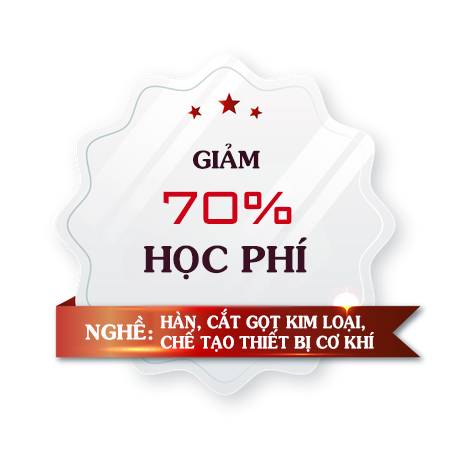 GIẢM
70%
HỌC PHÍ
NGHỀ: HÀN, CẮT GỌT KIM LOẠI,
CHẾ TẠO THIẾT BỊ CƠ KHÍ